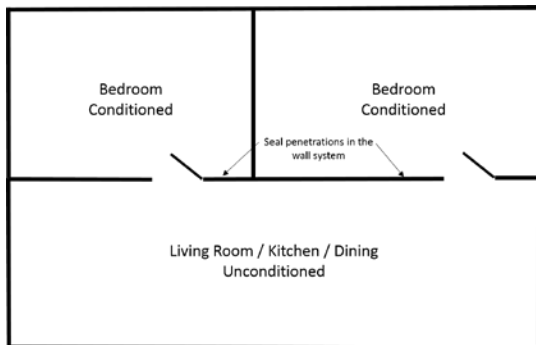 Bedroom
Conditioned
Bedroom
Conditioned
Seal penetrations in the
wall system
Living Room / Kitchen / Dining
Unconditioned